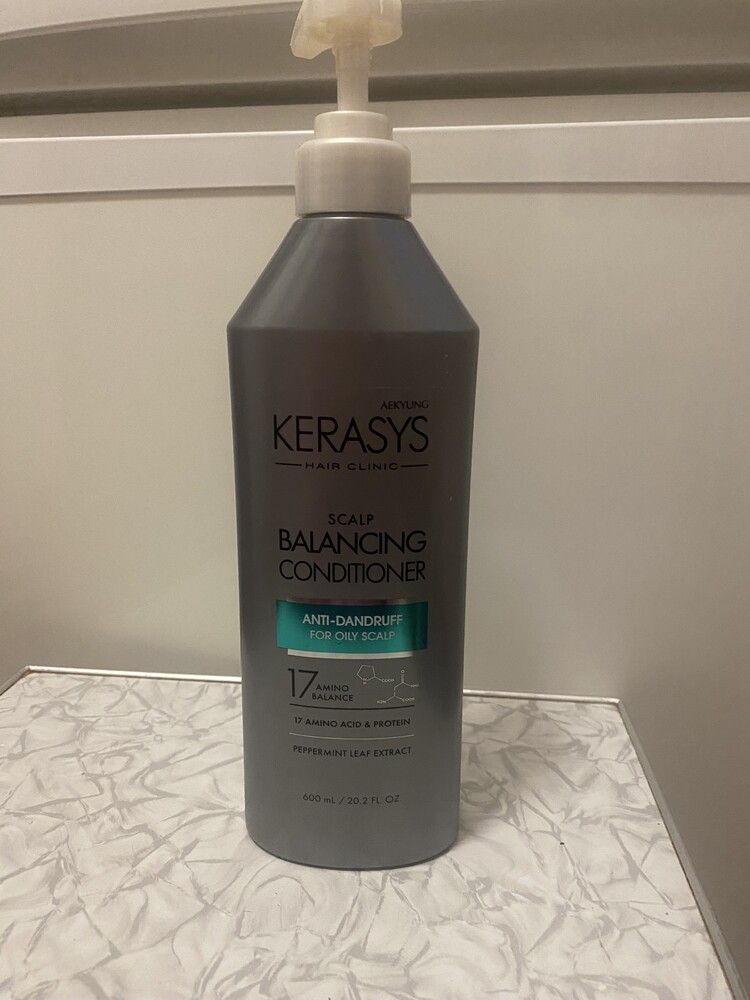 AEKYUNG
KERASYS
HAIR CLINIC
SCALP
BALANCING
CONDITIONER
ANTI-DANDRUFF
FOR OILY SCALP
17 AMINO
BALANCE
17 AMINO ACID & PROTEIN
PEPPERMINT LEAF EXTRACT
600 mL / 20.2 FL. OZ.